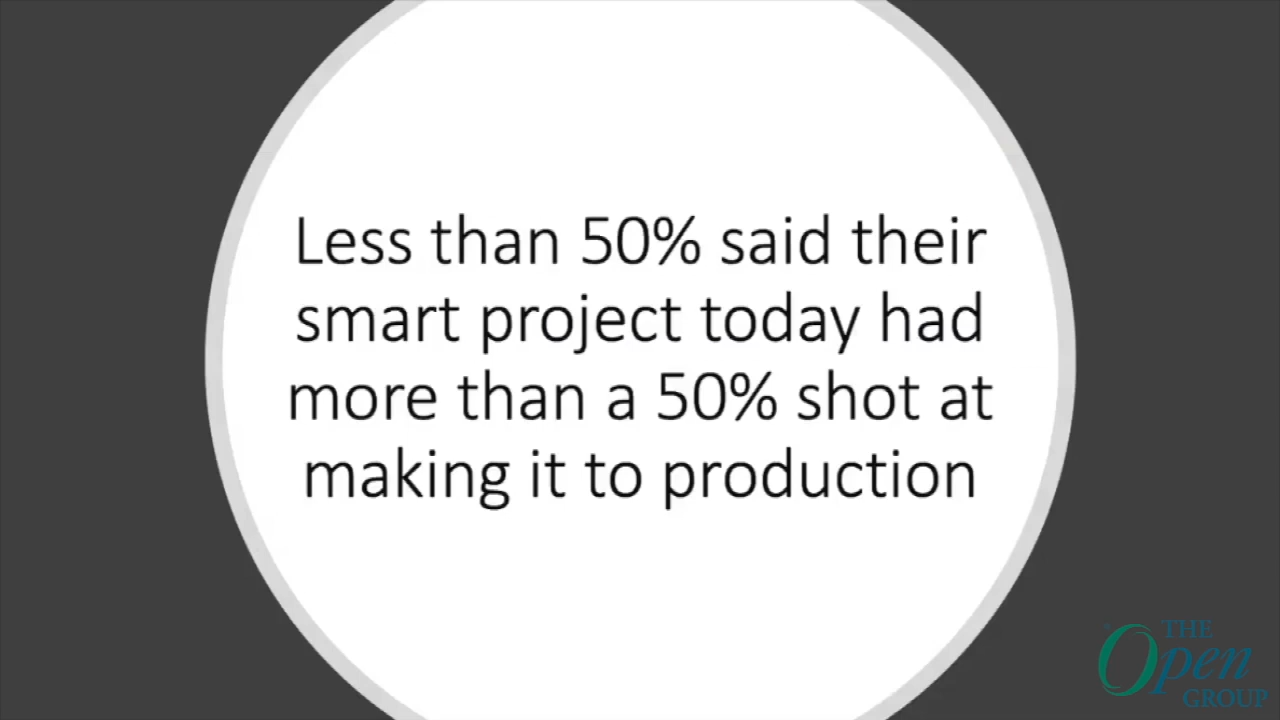 Less than 50% said their
smart project today had
more than a 50% shot at
making it to production
THE
Open
GROUP